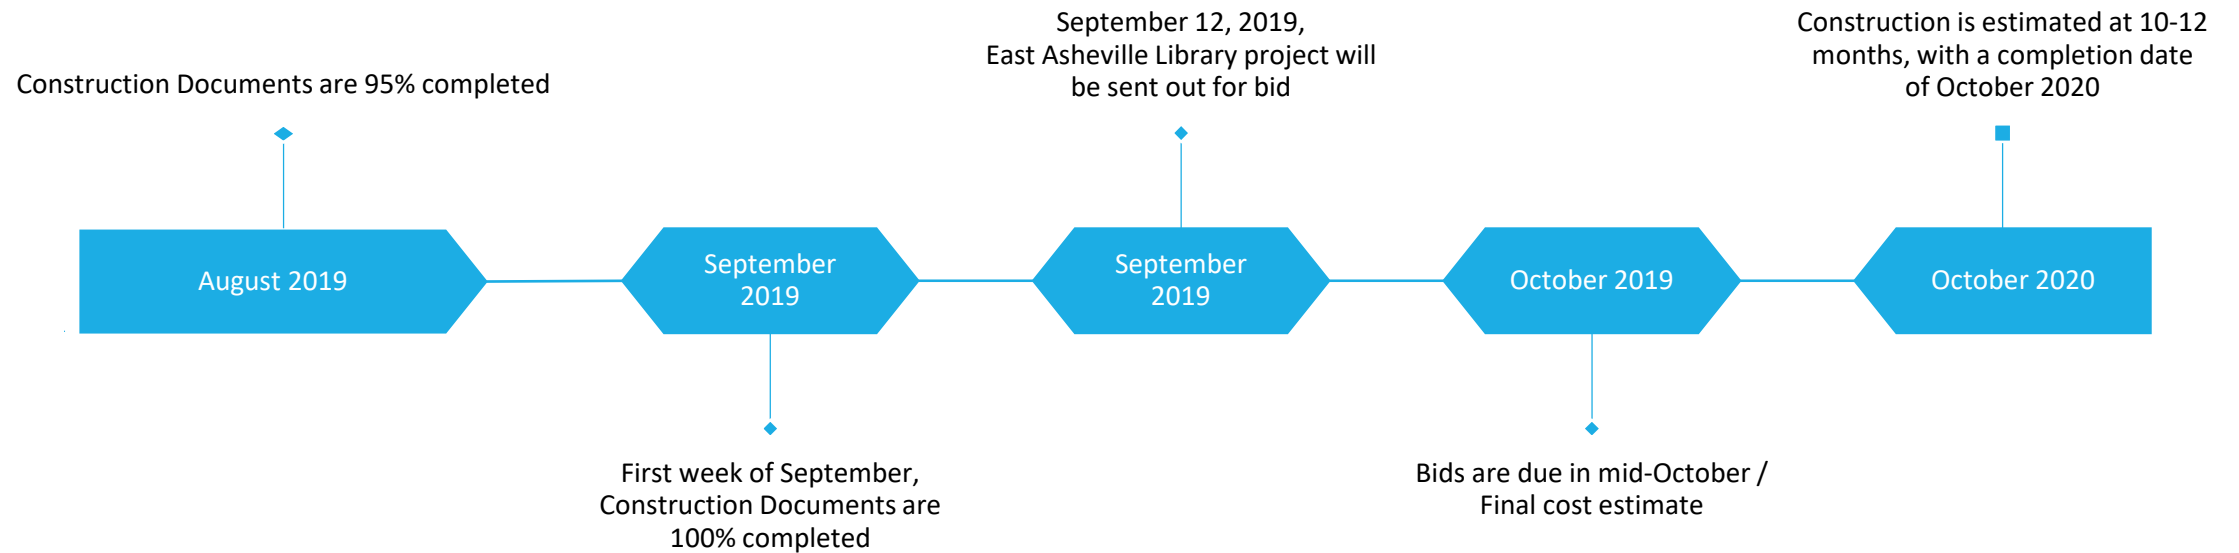 Construction Documents are 95% completed
August 2019
September
2019
First week of September,
Construction Documents are
100% completed
September 12, 2019,
East Asheville Library project will
be sent out for bid
September
2019
October 2019
Bids are due in mid-October /
Final cost estimate
Construction is estimated at 10-12
months, with a completion date
of October 2020
October 2020